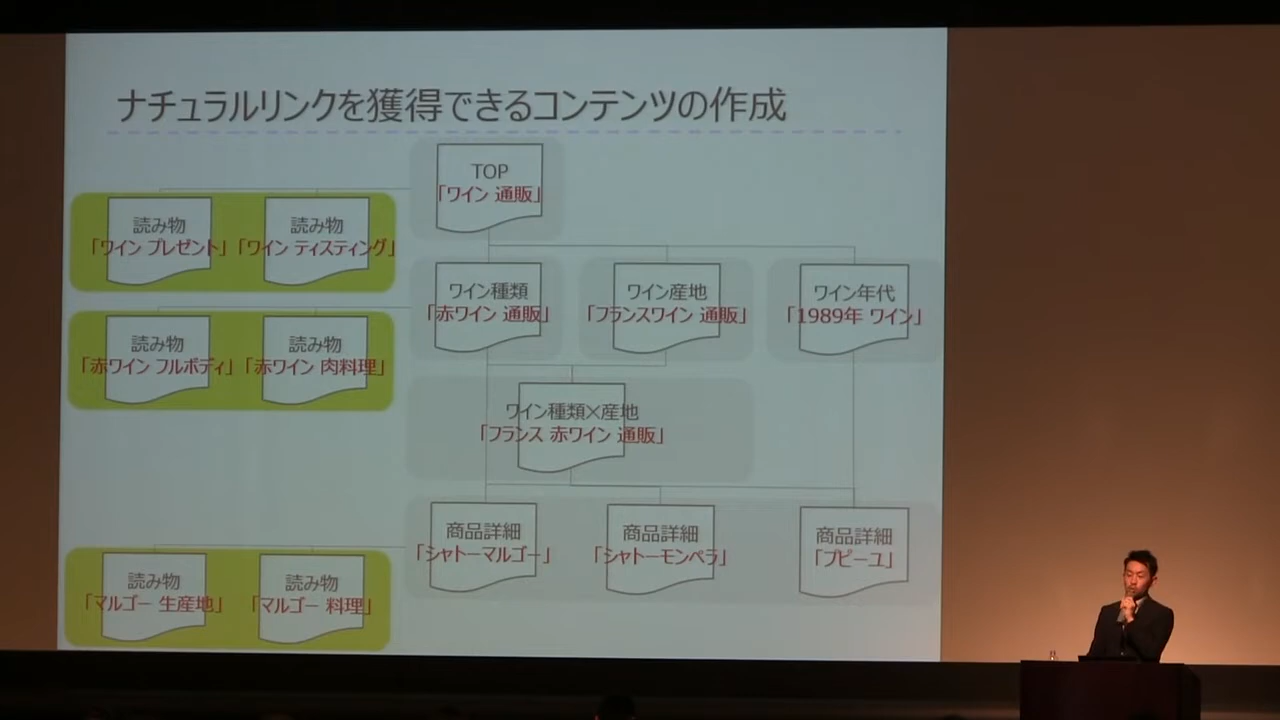 ナチュラルリンクを獲得できるコンテンツの作成
TOP
「ワイン 通販」
読み物
「ワイン プレゼント」
読み物
「ワイン ティスティング」
ワイン種類
「赤ワイン 通販」
ワイン産地
「フランスワイン 通販」
ワイン年代
「1989年 ワイン」
読み物
「赤ワイン フルボディ」
読み物
「赤ワイン 肉料理」
ワイン種類×産地
「フランス 赤ワイン 通販」
商品詳細
「シャトーマルゴー」
商品詳細
「シャトーモンペラ」
商品詳細
「プピーユ」
読み物
「マルゴー 生産地」
読み物
「マルゴー 料理」